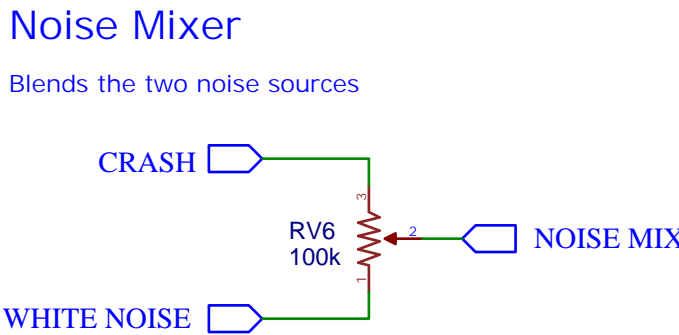 Noise Mixer
Blends the two noise sources
CRASH
3
RV6
100k
2
NOISE MIX
1
WHITE NOISE